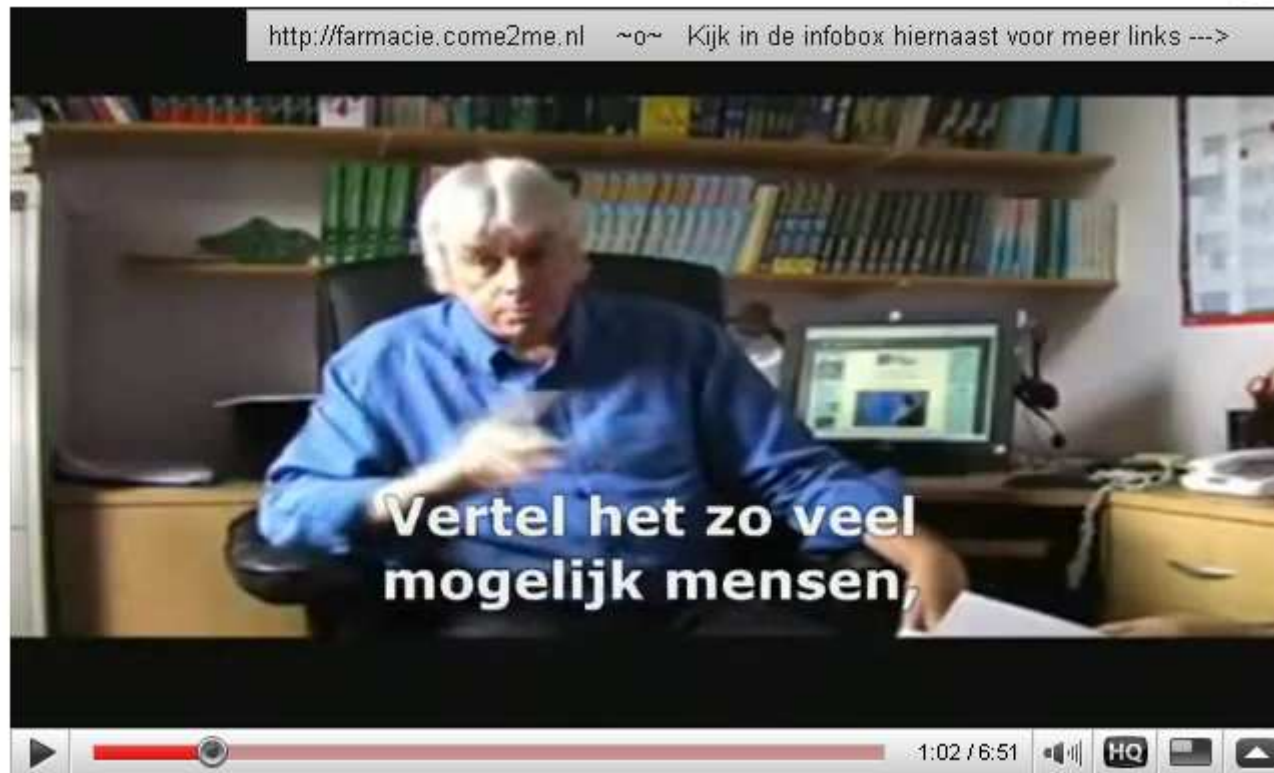 http://farmacie.come2me.nl ~o~ Kijk in de infobox hiernaast voor meer links --->
Vertel het zo veel
mogelijk mensen,
1:02 / 6:51
HQ